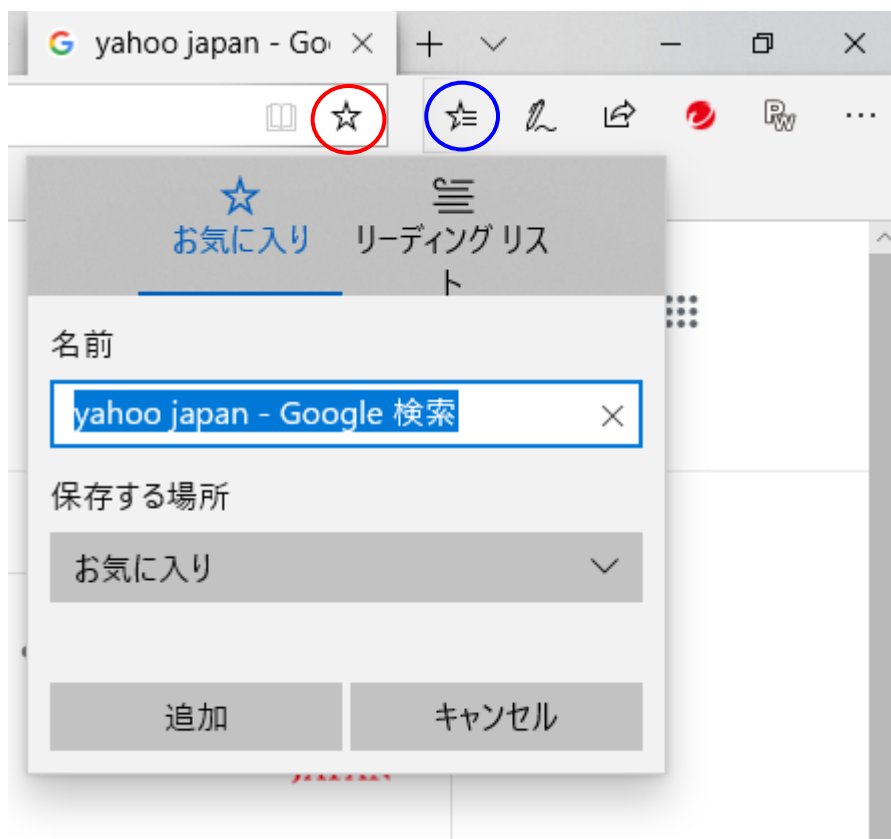 yahoo japan - Go
お気に入り
リーディング リス
ト
名前
yahoo japan - Google 検索
保存する場所
お気に入り
追加
キャンセル